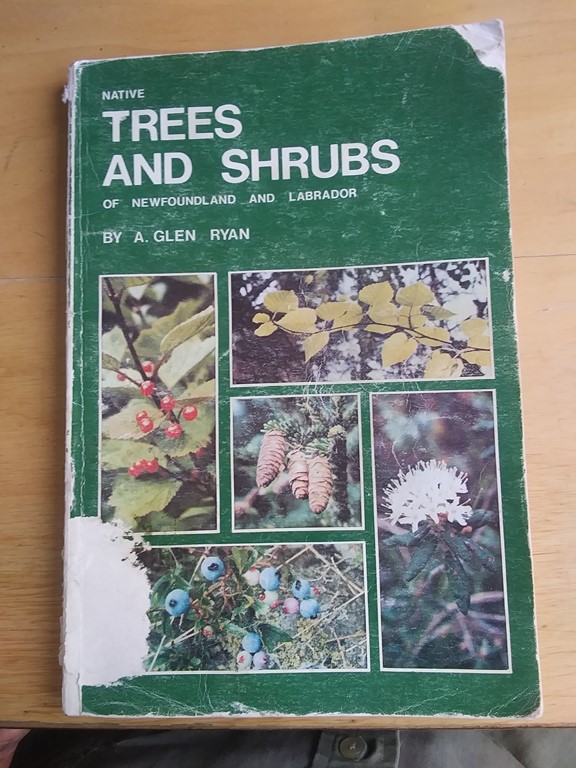 NATIVE
TREES
AND SHRUBS
OF NEWFOUNDLAND AND LABRADOR
BY A. GLEN RYAN